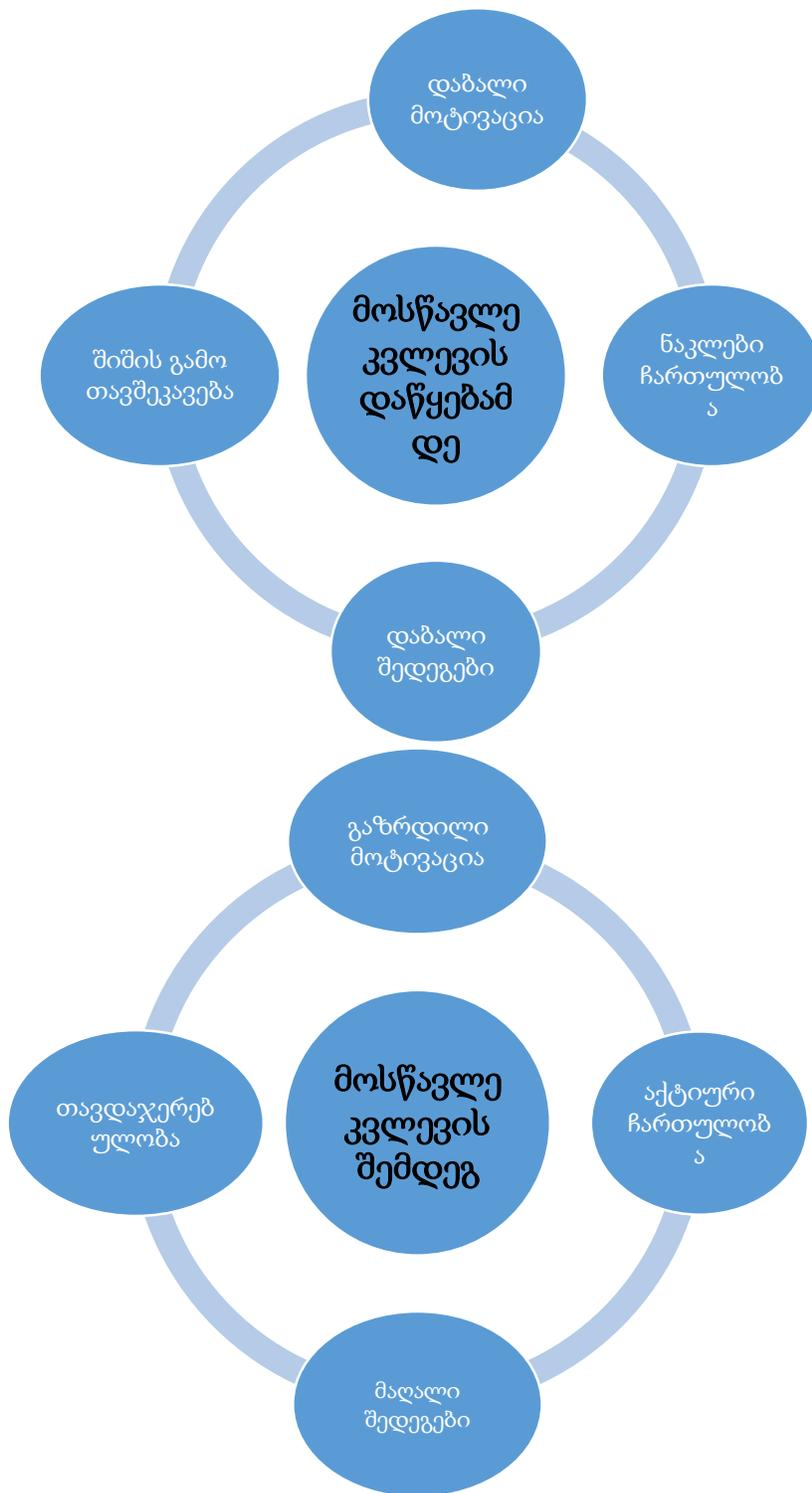 დაბალი
მოტივაცია
მოსწავლე
კვლევის
დაწყებამ
დე
შიშის გამო
თავშეკავება
ნაკლები
ჩართულობ
ა
დაბალი
შედეგები
გაზრდილი
მოტივაცია
მოსწავლე
კვლევის
შემდეგ
თავდაჯერებ
ულობა
აქტიური
ჩართულობ
ა
მაღალი
შედეგები